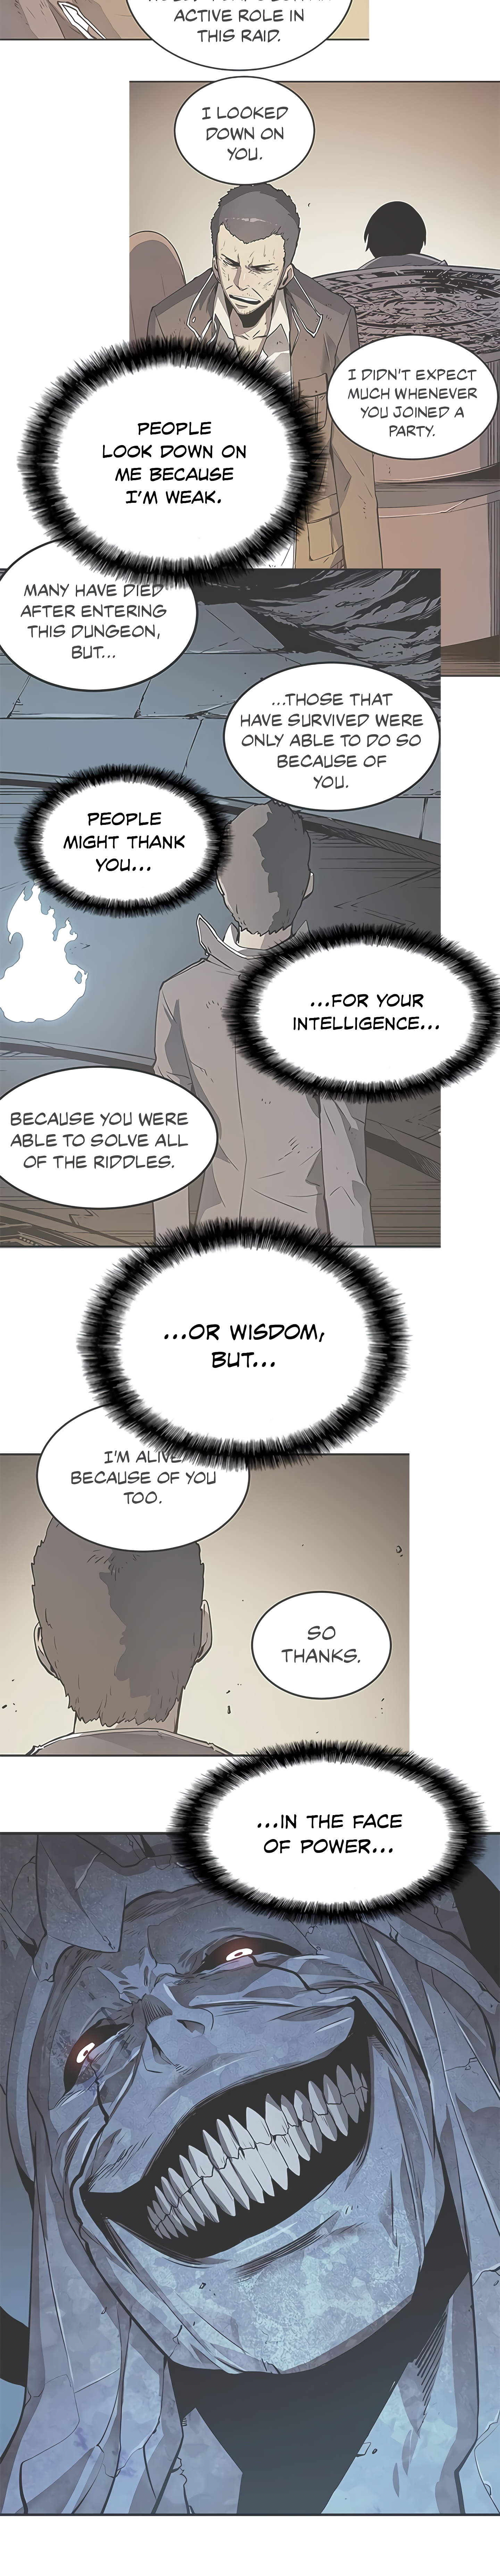 ACTIVE ROLE IN
THIS RAID.
I LOOKED
DOWN ON
YOU.
I DIDN'T EXPECT
MUCH WHENEVER
YOU JOINED A
PARTY.
PEOPLE
LOOK DOWN ON
ME BECAUSE
I'M WEAK.
MANY HAVE DIED
AFTER ENTERING
THIS DUNGEON,
BUT...
...THOSE THAT
HAVE SURVIVED WERE
ONLY ABLE TO DO SO
BECAUSE OF
YOU.
PEOPLE
MIGHT THANK
YOU...
...FOR YOUR
INTELLIGENCE...
BECAUSE YOU WERE
ABLE TO SOLVE ALL
OF THE RIDDLES.
...OR WISDOM,
BUT...
I'M ALIVE
BECAUSE OF YOU
TOO.
SO
THANKS.
...IN THE FACE
OF POWER...